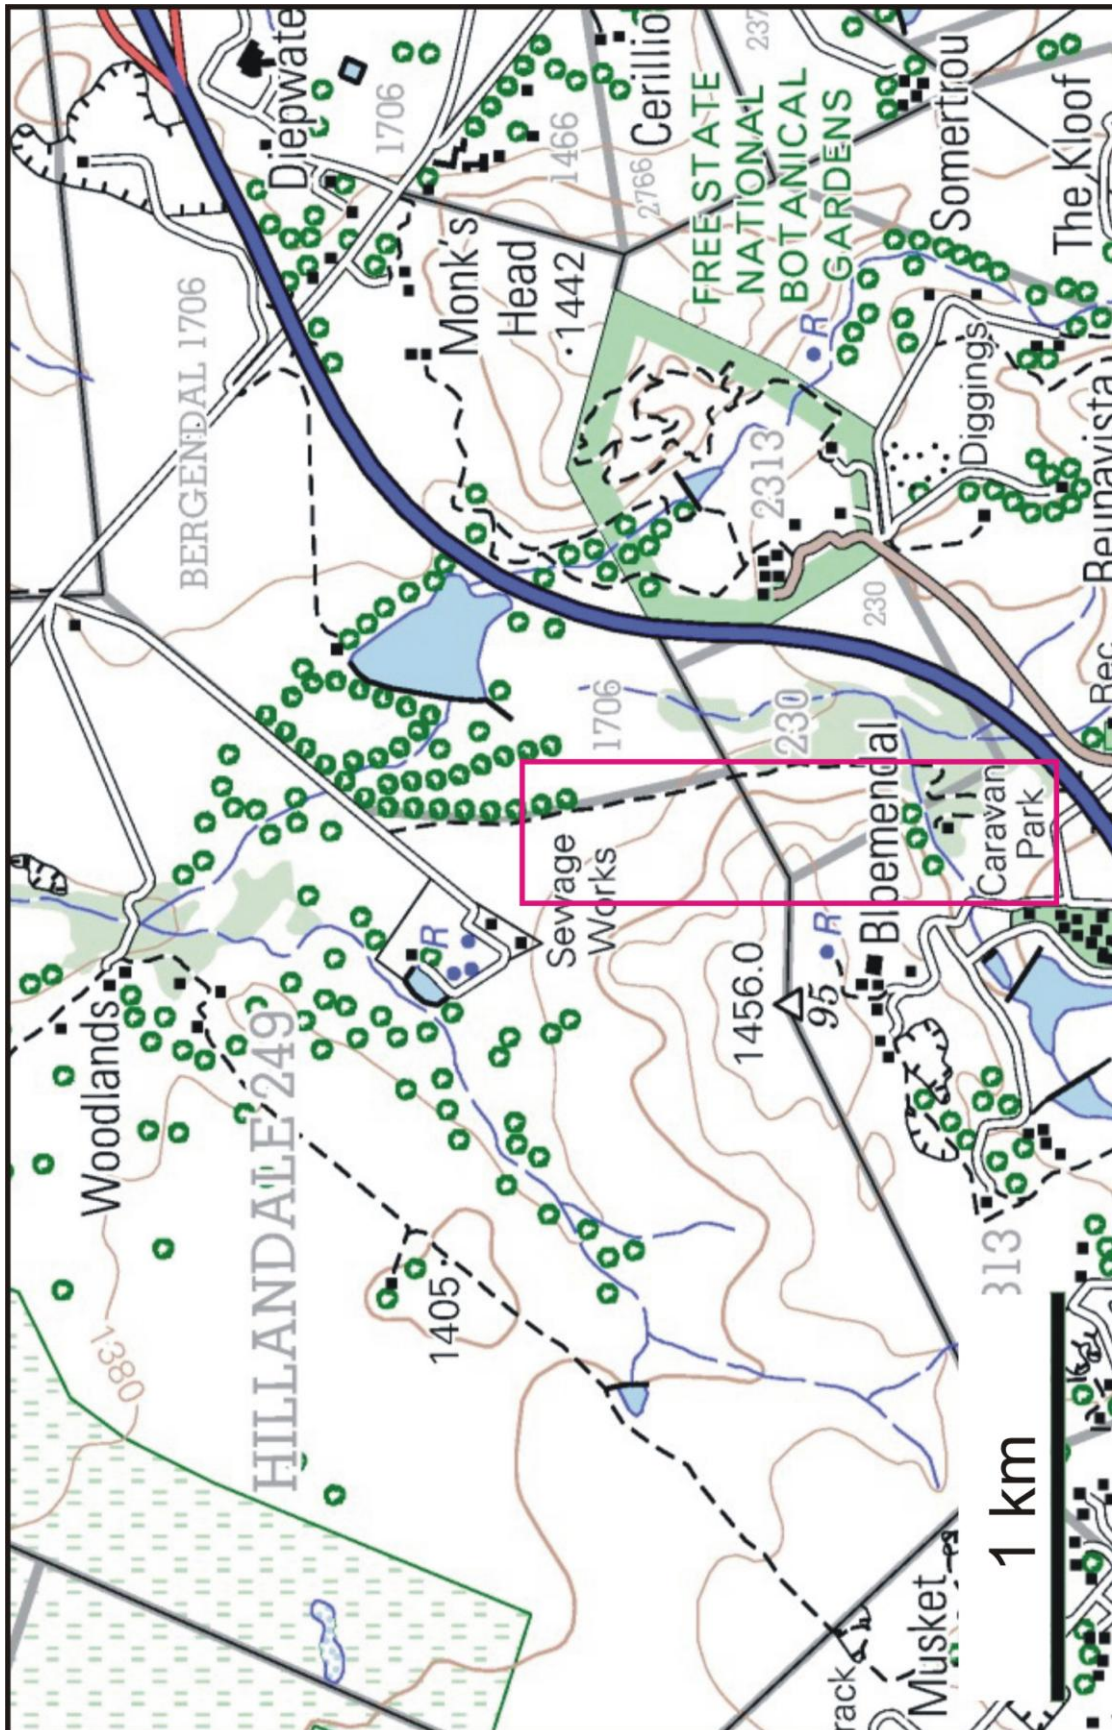 Diepwater
1706
1466
Cerillio
2766
237
FREE STATE
NATIONAL
BOTANICAL
GARDENS
Somertrou
The Kloof
BERGENDAL 1706
Monk's
Head
1442
R
2313
Diggings
230
Beunavista
Rec
1706
230
Bloemendal
Caravan
Park
Sewage
Works
R
R
1456.0
95
Woodlands
HILLANDALE 249
1405
1380
313
1 km
Musket
rack